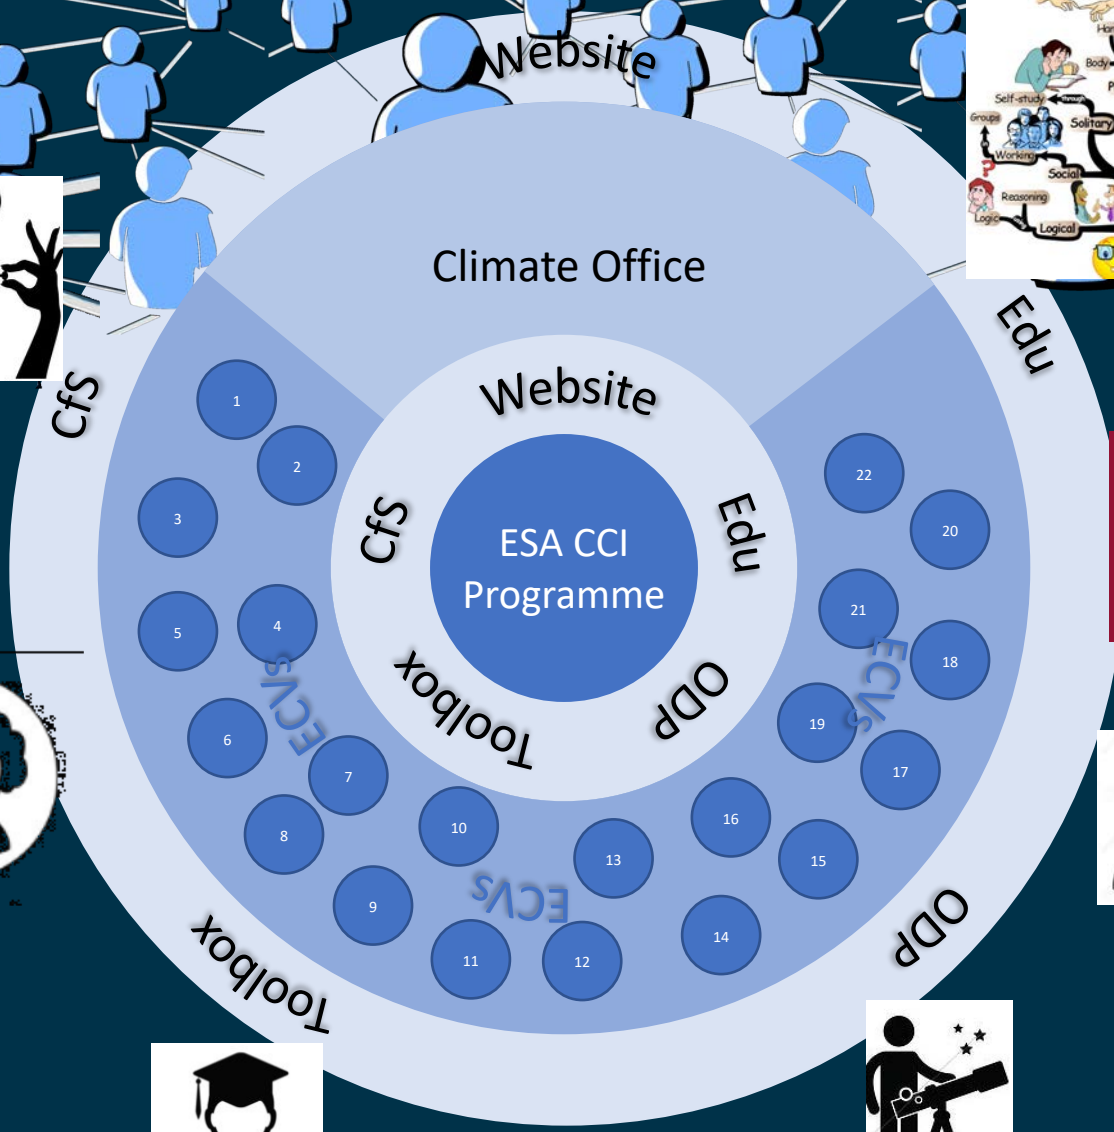 Website
Climate Office
Website
CfS
Edu
CfS
Edu
ESA CCI
Programme
Toolbox
ODP
Toolbox
ODP
1
2
3
4
5
6
7
8
9
10
11
12
13
14
15
16
17
18
19
20
21
22
ECVs
ECVs
ECVs
Body
Self-study
through
Groups
Solitary
Working
Social
Reasoning
Logic
Logical